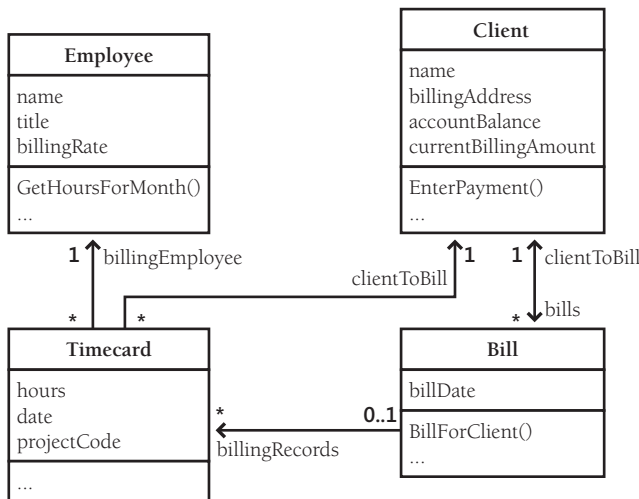 Employee
name
title
billingRate
GetHoursForMonth()
...
Client
name
billingAddress
accountBalance
currentBillingAmount
EnterPayment()
...
1
billingEmployee
1
1
clientToBill
clientToBill
*
*
*
bills
Timecard
hours
date
projectCode
...
*
0..1
billingRecords
Bill
billDate
BillForClient()
...